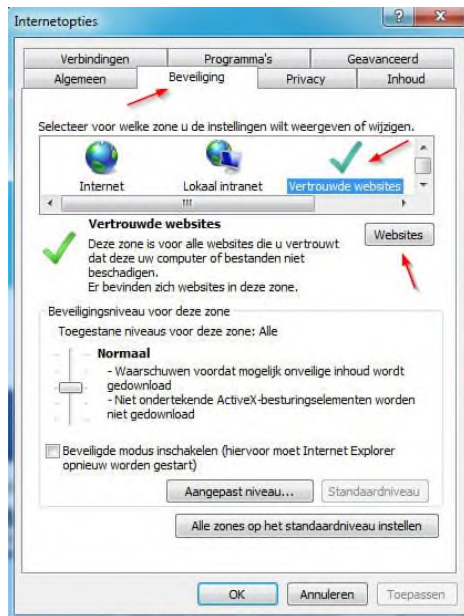 Internetopties
Verbindingen Programma's Geavanceerd
Algemeen Beveiliging Privacy Inhoud
Selecteer voor welke zone u de instellingen wilt weergeven of wijzigen.
Internet Lokaal intranet Vertrouwde websites
Vertrouwde websites
Websites
Deze zone is voor alle websites die u vertrouwt
dat deze uw computer of bestanden niet
beschadigen.
Er bevinden zich websites in deze zone.
Beveiligingsniveau voor deze zone
Toegestane niveaus voor deze zone: Alle
Normaal
- Waarschuwen voordat mogelijk onveilige inhoud wordt
gedownload
- Niet ondertekende ActiveX-besturingselementen worden
niet gedownload
Beveiligde modus inschakelen (hiervoor moet Internet Explorer
opnieuw worden gestart)
Aangepast niveau... Standaardniveau
Alle zones op het standaardniveau instellen
OK Annuleren Toepassen